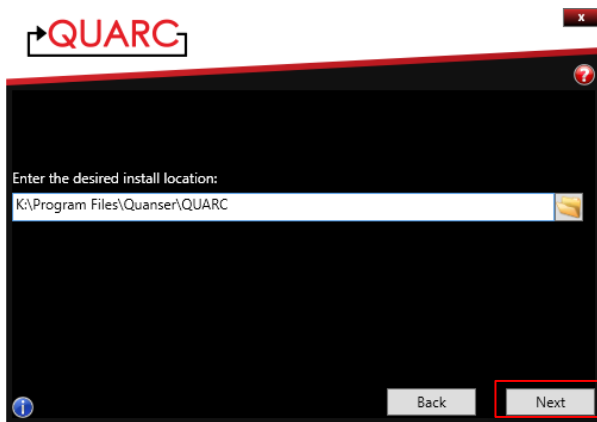 QUARC
x
?
Enter the desired install location:
K:\Program Files\Quanser\QUARC
i
Back
Next